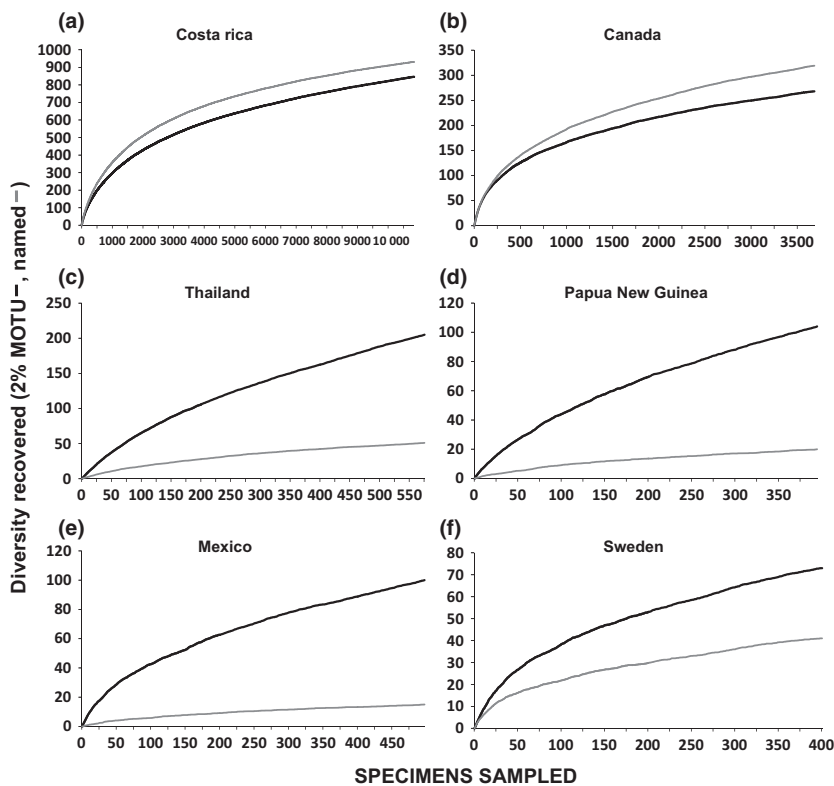 Diversity recovered (2% MOTU–, named–)
(a)
Costa rica
1000
900
800
700
600
500
400
300
200
100
0
0 1000 2000 3000 4000 5000 6000 7000 8000 9000 10 000
(b)
Canada
350
300
250
200
150
100
50
0
0 500 1000 1500 2000 2500 3000 3500
(c)
Thailand
250
200
150
100
50
0
0 50 100 150 200 250 300 350 400 450 500 550
(d)
Papua New Guinea
120
100
80
60
40
20
0
0 50 100 150 200 250 300 350
(e)
Mexico
120
100
80
60
40
20
0
0 50 100 150 200 250 300 350 400 450
(f)
Sweden
80
70
60
50
40
30
20
10
0
0 50 100 150 200 250 300 350 400
SPECIMENS SAMPLED